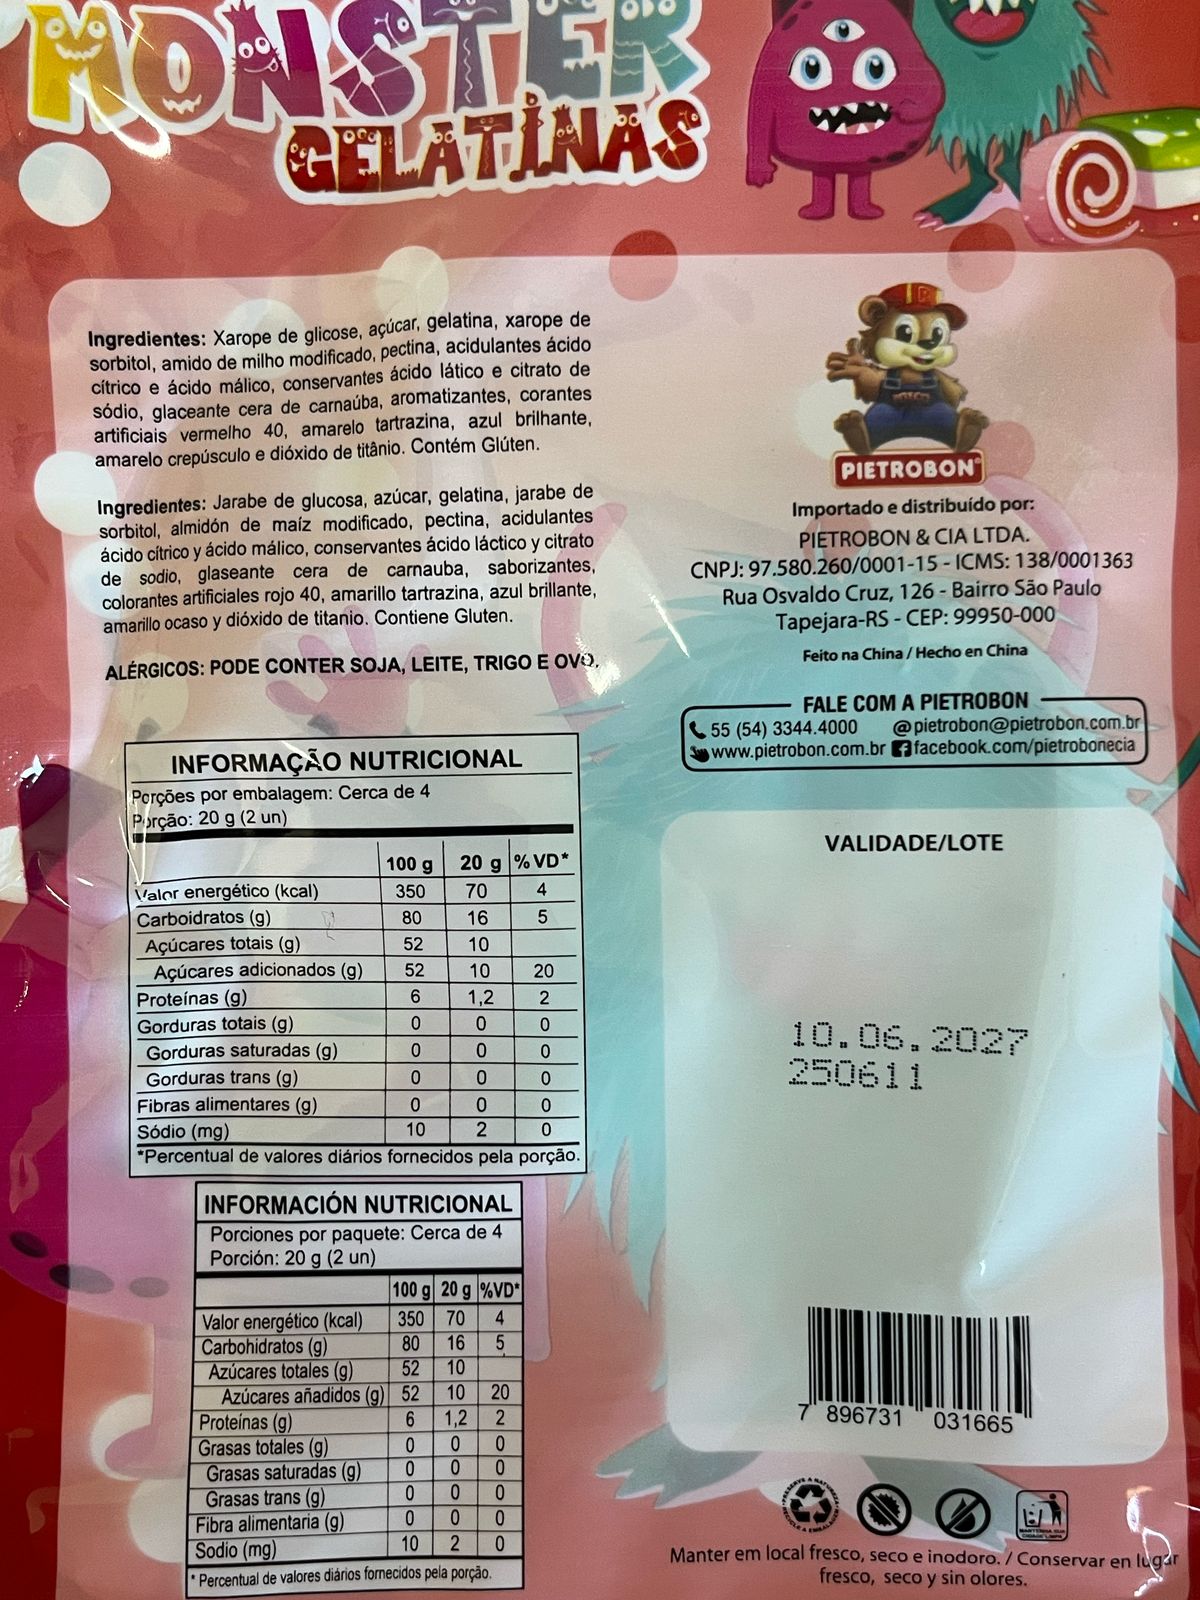 MONSTER
GELATINAS
Ingredientes: Xarope de glicose, açúcar, gelatina, xarope de
sorbitol, amido de milho modificado, pectina, acidulantes ácido
cítrico e ácido málico, conservantes ácido lático e citrato de
sódio, glaceante cera de carnaúba, aromatizantes, corantes
artificiais vermelho 40, amarelo tartrazina, azul brilhante,
amarelo crepúsculo e dióxido de titânio. Contém Glúten.
Ingredientes: Jarabe de glucosa, azúcar, gelatina, jarabe de
sorbitol, almidón de maíz modificado, pectina, acidulantes
ácido cítrico y ácido málico, conservantes ácido láctico y citrato
de sodio, glaseante cera de carnauba, saborizantes,
colorantes artificiales rojo 40, amarillo tartrazina, azul brillante,
amarillo ocaso y dióxido de titanio. Contiene Gluten.
ALÉRGICOS: PODE CONTER SOJA, LEITE, TRIGO E OVO.
INFORMAÇÃO NUTRICIONAL
Porções por embalagem: Cerca de 4
Porção: 20 g (2 un)
100 g 20 g % VD*
Valor energético (kcal) 350 70 4
Carboidratos (g) 80 16 5
Açúcares totais (g) 52 10
Açúcares adicionados (g) 52 10 20
Proteínas (g) 6 1,2 2
Gorduras totais (g) 0 0 0
Gorduras saturadas (g) 0 0 0
Gorduras trans (g) 0 0 0
Fibras alimentares (g) 0 0 0
Sódio (mg) 10 2 0
*Percentual de valores diários fornecidos pela porção.
INFORMACIÓN NUTRICIONAL
Porciones por paquete: Cerca de 4
Porción: 20 g (2 un)
100 g 20 g %VD*
Valor energético (kcal) 350 70 4
Carbohidratos (g) 80 16 5
Azúcares totales (g) 52 10
Azúcares añadidos (g) 52 10 20
Proteínas (g) 6 1,2 2
Grasas totales (g) 0 0 0
Grasas saturadas (g) 0 0 0
Grasas trans (g) 0 0 0
Fibra alimentaria (g) 0 0 0
Sodio (mg) 10 2 0
* Percentual de valores diários fornecidos pela porção.
PIETROBON®
Importado e distribuído por:
PIETROBON & CIA LTDA.
CNPJ: 97.580.260/0001-15 - ICMS: 138/0001363
Rua Osvaldo Cruz, 126 - Bairro São Paulo
Tapejara-RS - CEP: 99950-000
Feito na China / Hecho en China
FALE COM A PIETROBON
55 (54) 3344.4000 @ pietrobon@pietrobon.com.br
www.pietrobon.com.br facebook.com/pietrobonecia
VALIDADE/LOTE
10.06.2027
250611
7 896731 031665
PRESERVE A NATUREZA
RECICLE A EMBALAGEM
MANTENHA SUA
CIDADE LIMPA
Manter em local fresco, seco e inodoro. / Conservar en lugar
fresco, seco y sin olores.